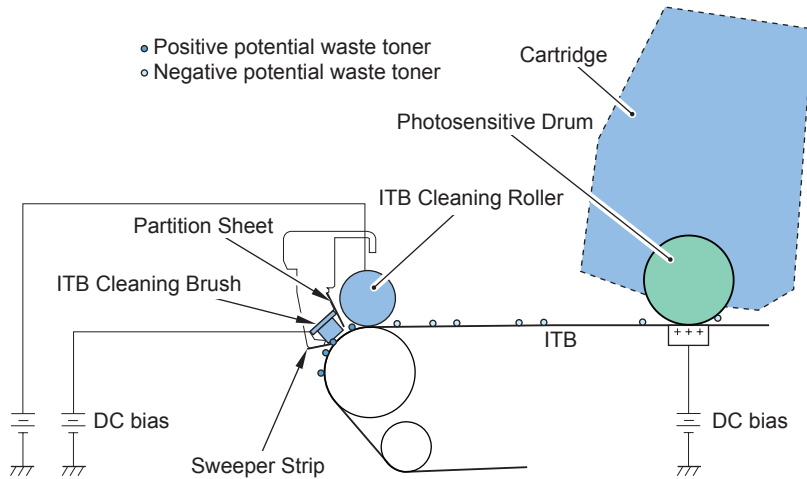 Positive potential waste toner
Negative potential waste toner
Cartridge
Photosensitive Drum
ITB Cleaning Roller
Partition Sheet
ITB Cleaning Brush
ITB
+ + +
DC bias
DC bias
Sweeper Strip